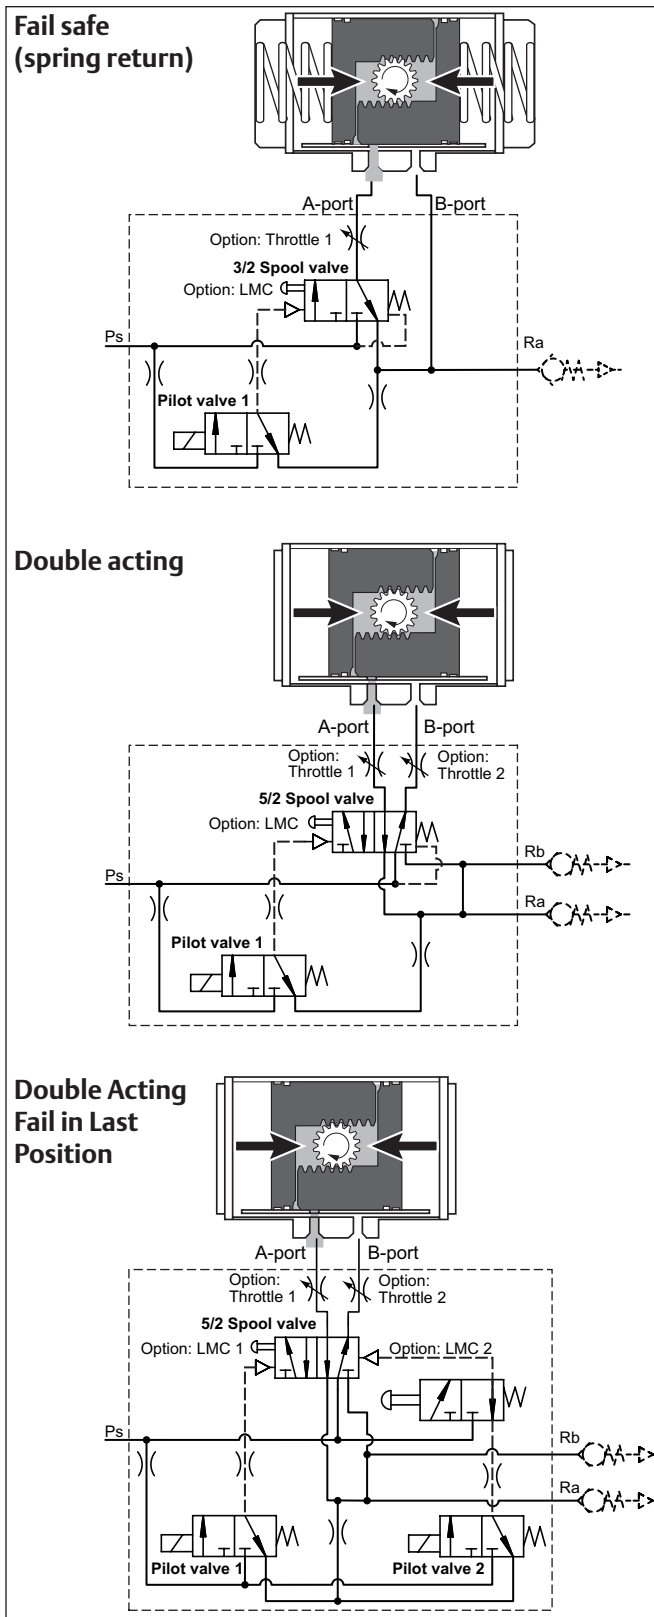 Fail safe
(spring return)
A-port
B-port
Option: Throttle 1
3/2 Spool valve
Option: LMC
Ps
Ra
Pilot valve 1
Double acting
A-port
B-port
Option:
Throttle 1
Option:
Throttle 2
5/2 Spool valve
Option: LMC
Rb
Ps
Ra
Pilot valve 1
Double Acting
Fail in Last
Position
A-port
B-port
Option:
Throttle 1
Option:
Throttle 2
5/2 Spool valve
Option: LMC 1
Option: LMC 2
Ps
Rb
Ra
Pilot valve 1
Pilot valve 2